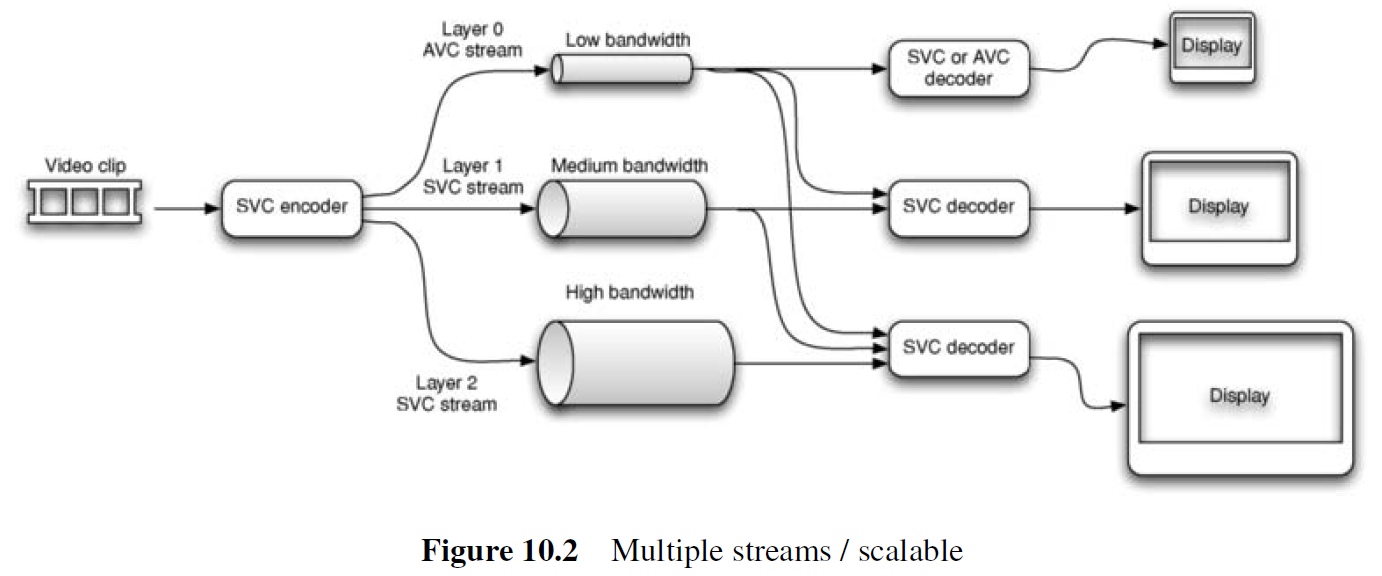 Layer 0
AVC stream
Low bandwidth
SVC or AVC
decoder
Display
Video clip
SVC encoder
Layer 1
SVC stream
Medium bandwidth
SVC decoder
Display
High bandwidth
Layer 2
SVC stream
SVC decoder
Display
Figure 10.2 Multiple streams / scalable